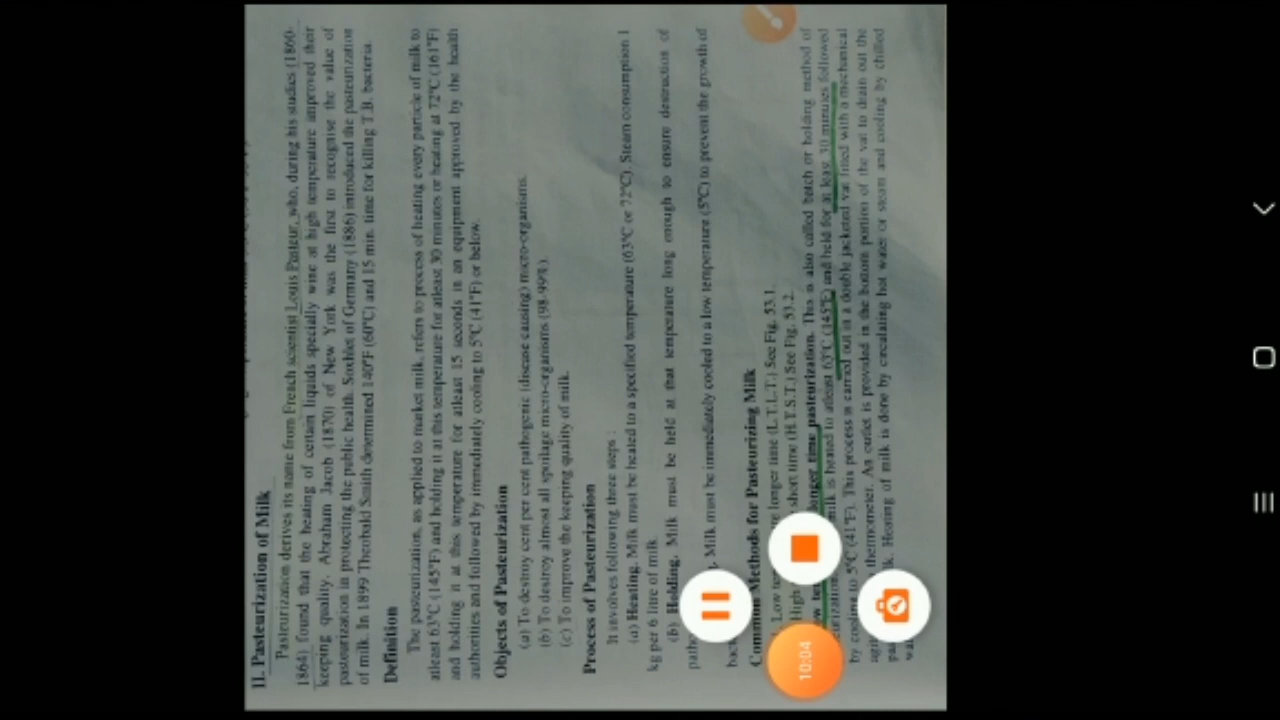 II. Pasteurization of Milk
Pasteurization derives its name from French scientist Louis Pasteur, who, during his studies (1860-
1864) found that the heating of certain liquids specially wine at high temperature improved their
keeping quality. Abraham Jacob (1870) of New York was the first to recognise the value of
pasteurization in protecting the public health. Soxhlet of Germany (1886) introduced the pasteurization
of milk. In 1899 Theobald Smith determined 140°F (60°C) and 15 min. time for killing T.B. bacteria.
Definition
The pasteurization, as applied to market milk, refers to process of heating every particle of milk to
atleast 63°C (145°F) and holding it at this temperature for atleast 30 minutes or heating at 72°C (161°F)
and holding it at this temperature for atleast 15 seconds in an equipment approved by the health
authorities and followed by immediately cooling to 5°C (41°F) or below.
Objects of Pasteurization
(a) To destroy cent per cent pathogenic (disease causing) micro-organisms.
(b) To destroy almost all spoilage micro-organisms (98-99%).
(c) To improve the keeping quality of milk.
Process of Pasteurization
It involves following three steps :
(a) Heating. Milk must be heated to a specified temperature (63°C or 72°C). Steam consumption 1
kg per 6 litre of milk.
(b) Holding. Milk must be held at that temperature long enough to ensure destruction of
Milk must be immediately cooled to a low temperature (5°C) to prevent the growth of
Common Methods for Pasteurizing Milk
Low longer time (L.T.L.T.) See Fig. 53.1.
High short time (H.T.S.T.) See Fig. 53.2.
longer time pasteurization. This is also called batch or holding method of
milk is heated to atleast 63°C (145°F) and held for at least 30 minutes followed
by cooling to 5°C (41°F). This process is carried out in a double jacketed vat fitted with a mechanical
thermometer. An outlet is provided in the bottom portion of the vat to drain out the
Heating of milk is done by circulating hot water or steam and cooling by chilled
10:04